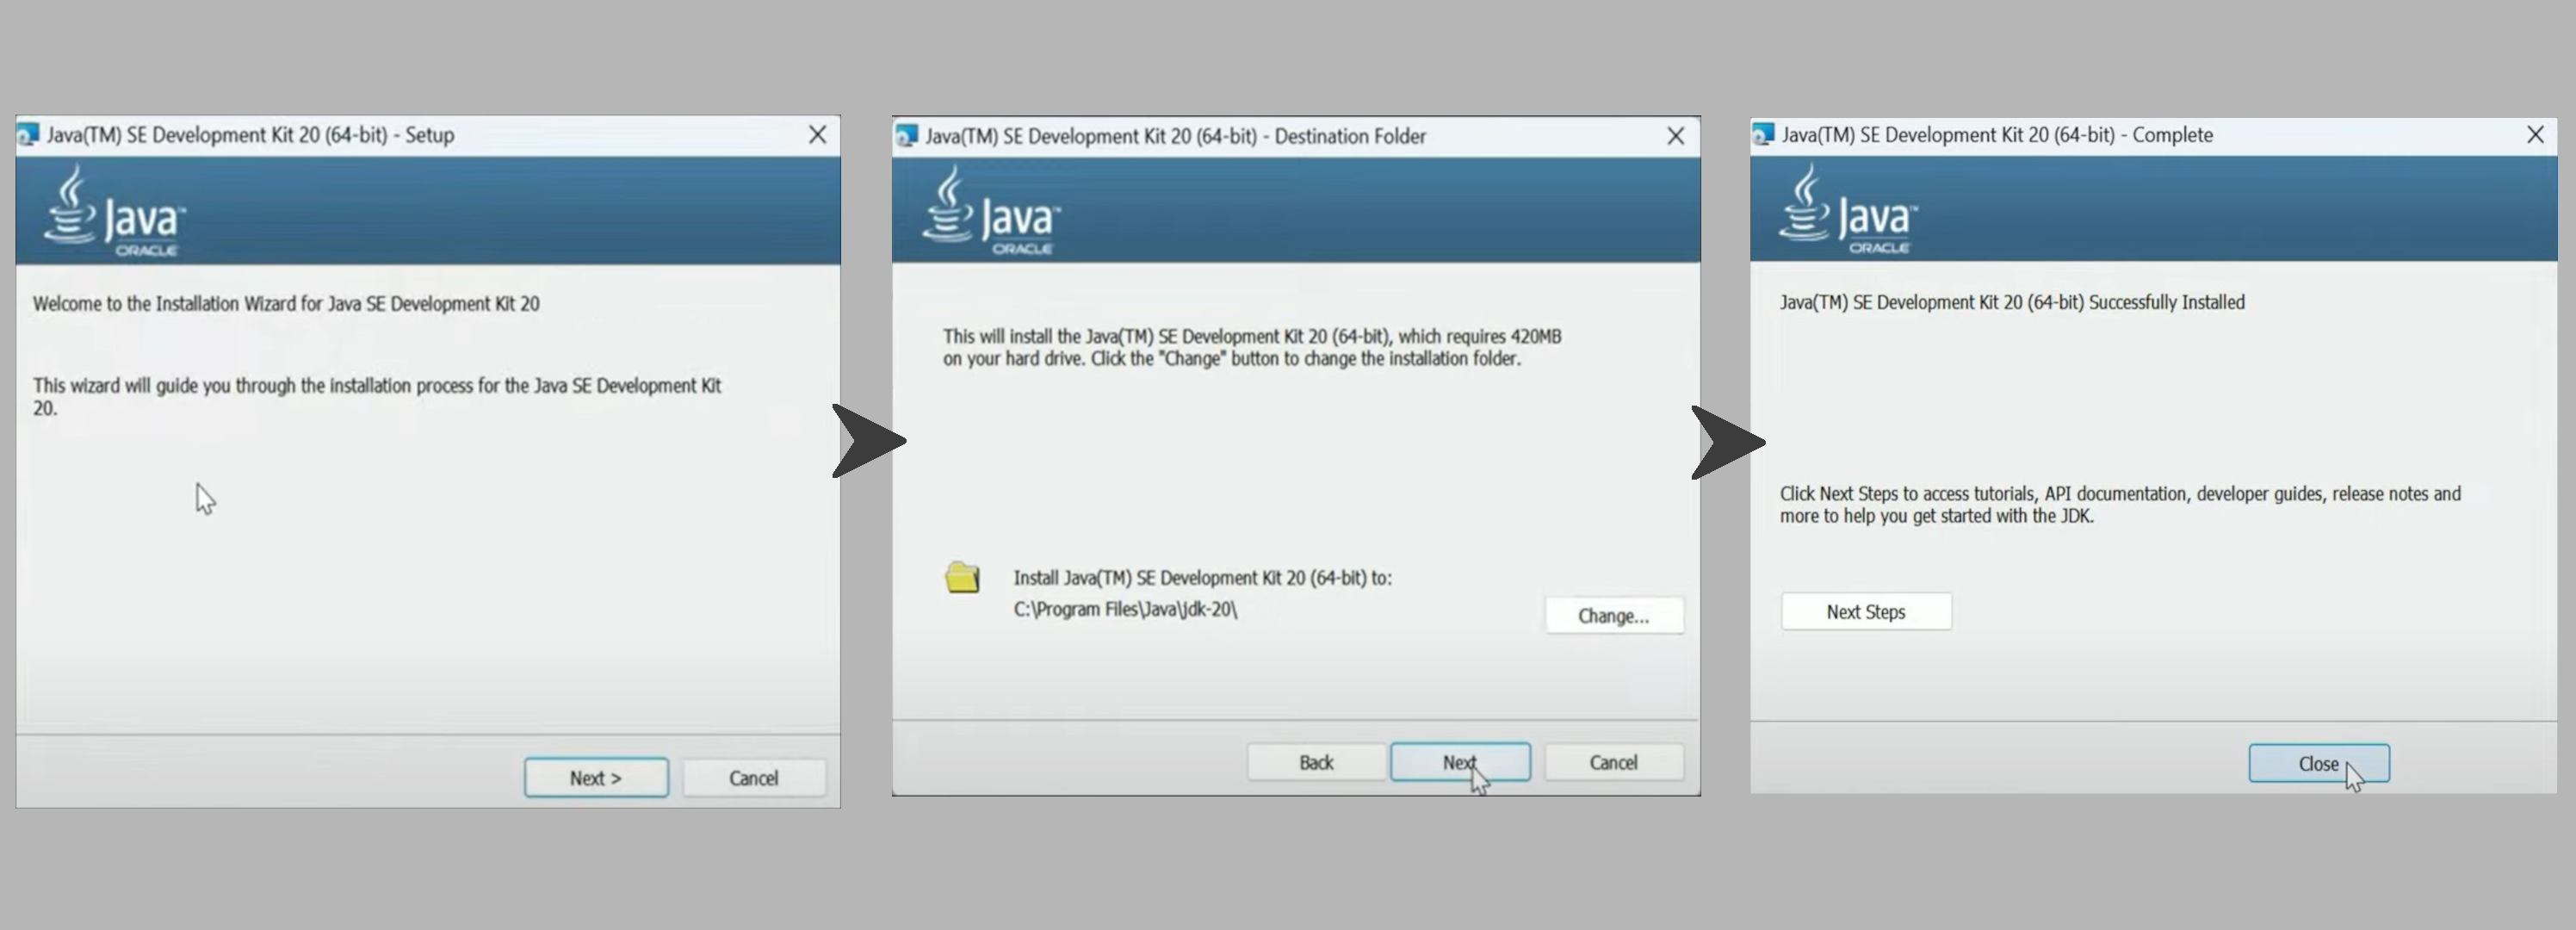 Java(TM) SE Development Kit 20 (64-bit) - Setup
Java™
ORACLE
Welcome to the Installation Wizard for Java SE Development Kit 20
This wizard will guide you through the installation process for the Java SE Development Kit
20.
Next >
Cancel
Java(TM) SE Development Kit 20 (64-bit) - Destination Folder
Java™
ORACLE
This will install the Java(TM) SE Development Kit 20 (64-bit), which requires 420MB
on your hard drive. Click the "Change" button to change the installation folder.
Install Java(TM) SE Development Kit 20 (64-bit) to:
C:\Program Files\Java\jdk-20\
Change...
Back
Next
Cancel
Java(TM) SE Development Kit 20 (64-bit) - Complete
Java™
ORACLE
Java(TM) SE Development Kit 20 (64-bit) Successfully Installed
Click Next Steps to access tutorials, API documentation, developer guides, release notes and
more to help you get started with the JDK.
Next Steps
Close